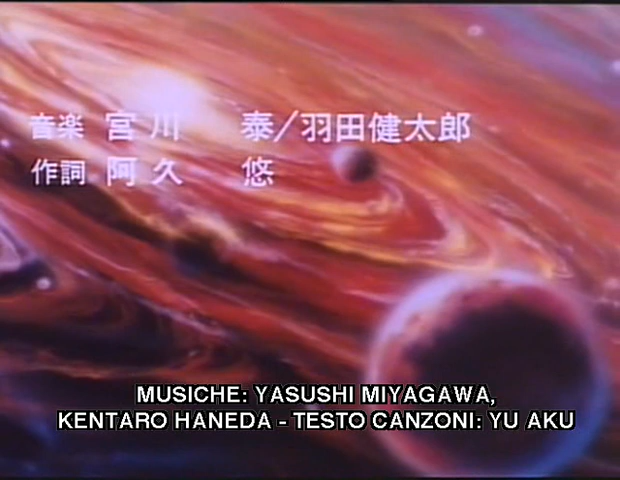 音楽 宮川 泰/羽田健太郎
作詞 阿久 悠
MUSICHE: YASUSHI MIYAGAWA,
KENTARO HANEDA - TESTO CANZONI: YU AKU